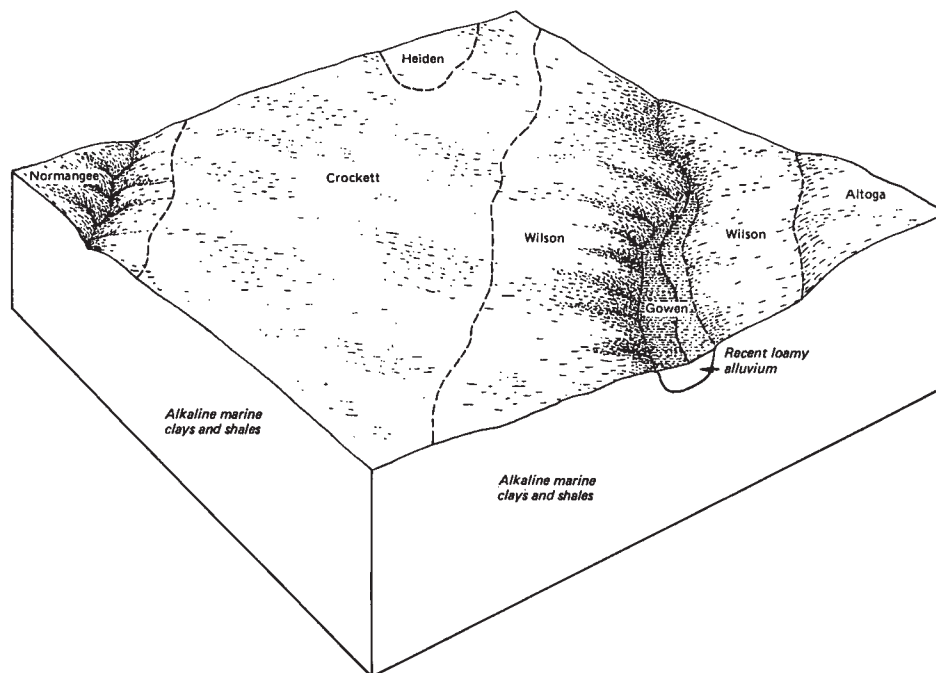 Heiden
Normangee
Crockett
Altoga
Wilson
Wilson
Gowen
Recent loamy
alluvium
Alkaline marine
clays and shales
Alkaline marine
clays and shales